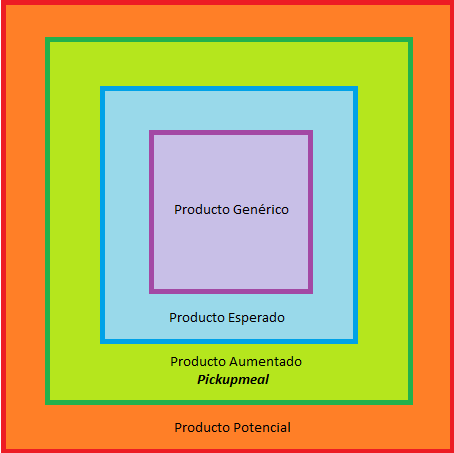 Producto Genérico
Producto Esperado
Producto Aumentado
Pickupmeal
Producto Potencial